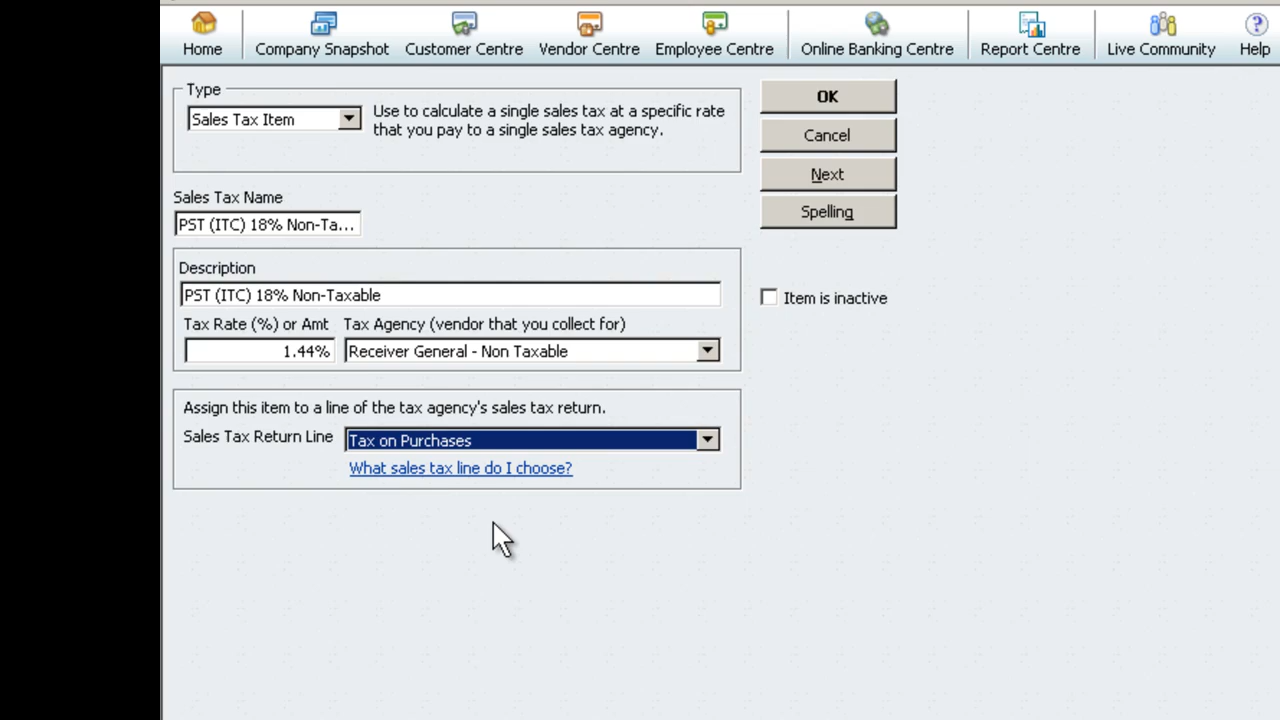 Home Company Snapshot Customer Centre Vendor Centre Employee Centre Online Banking Centre Report Centre Live Community Help
Type
Sales Tax Item
Use to calculate a single sales tax at a specific rate
that you pay to a single sales tax agency.
OK
Cancel
Next
Spelling
Sales Tax Name
PST (ITC) 18% Non-Ta...
Description
PST (ITC) 18% Non-Taxable
Item is inactive
Tax Rate (%) or Amt Tax Agency (vendor that you collect for)
1.44% Receiver General - Non Taxable
Assign this item to a line of the tax agency's sales tax return.
Sales Tax Return Line Tax on Purchases
What sales tax line do I choose?